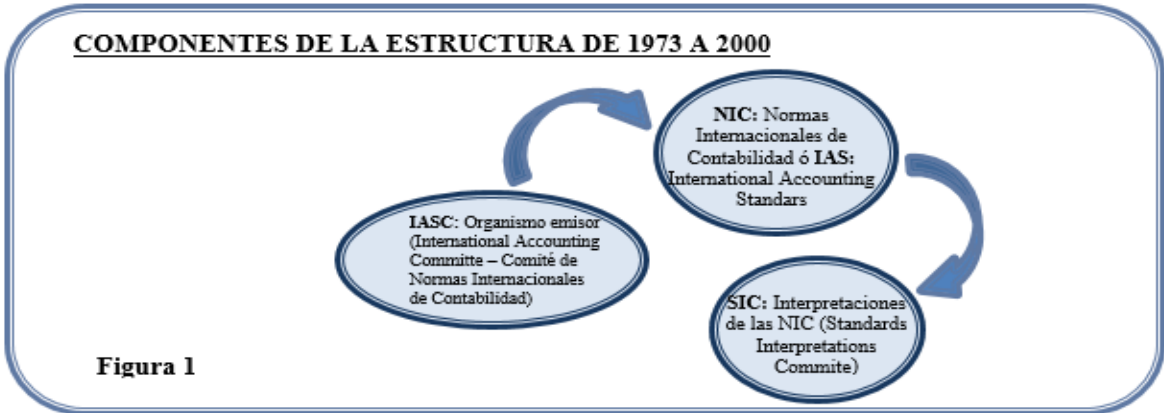 COMPONENTES DE LA ESTRUCTURA DE 1973 A 2000
IASC: Organismo emisor
(International Accounting
Committe – Comité de
Normas Internacionales
de Contabilidad)
NIC: Normas
Internacionales de
Contabilidad ó IAS:
International Accounting
Standars
SIC: Interpretaciones
de las NIC (Standards
Interpretations
Commite)
Figura 1